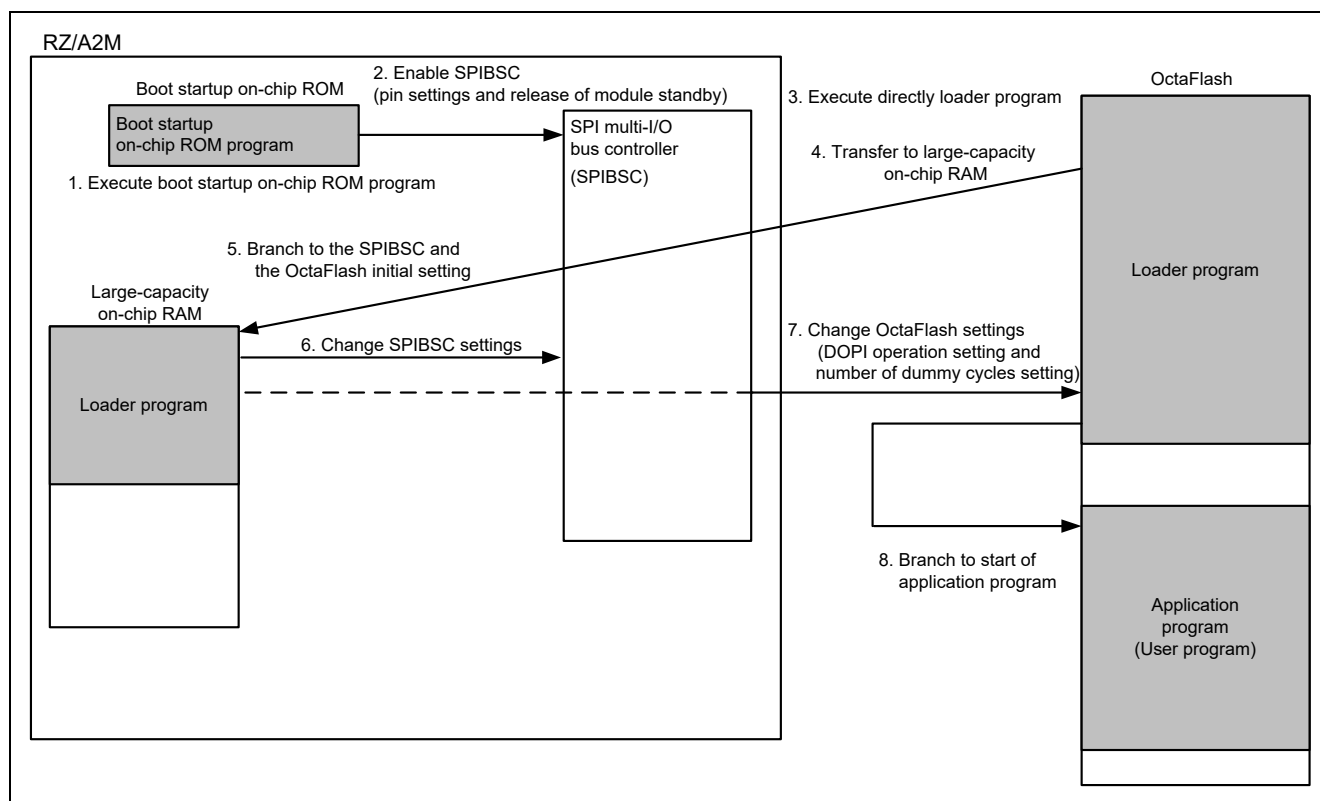 RZ/A2M
Boot startup on-chip ROM
Boot startup
on-chip ROM program
1. Execute boot startup on-chip ROM program
2. Enable SPIBSC
(pin settings and release of module standby)
SPI multi-I/O
bus controller
(SPIBSC)
3. Execute directly loader program
OctaFlash
4. Transfer to large-capacity
on-chip RAM
Loader program
5. Branch to the SPIBSC and
the OctaFlash initial setting
Large-capacity
on-chip RAM
6. Change SPIBSC settings
Loader program
7. Change OctaFlash settings
(DOPI operation setting and
number of dummy cycles setting)
8. Branch to start of
application program
Application
program
(User program)